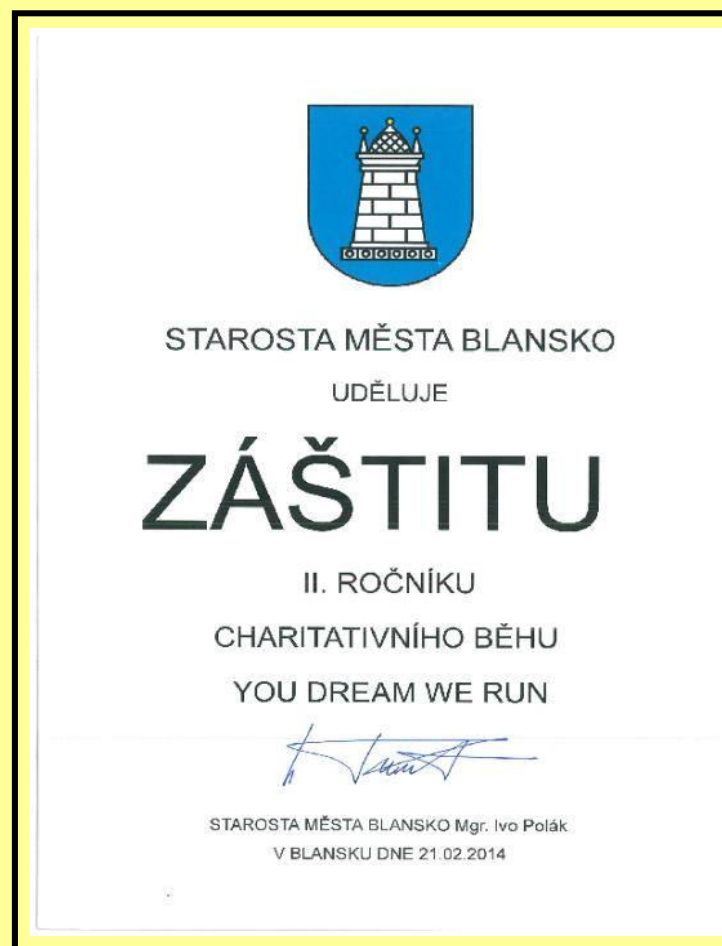 STAROSTA MĚSTA BLANSKO
UDĚLUJE
ZÁŠTITU
II. ROČNÍKU
CHARITATIVNÍHO BĚHU
YOU DREAM WE RUN
STAROSTA MĚSTA BLANSKO Mgr. Ivo Polák
V BLANSKU DNE 21.02.2014